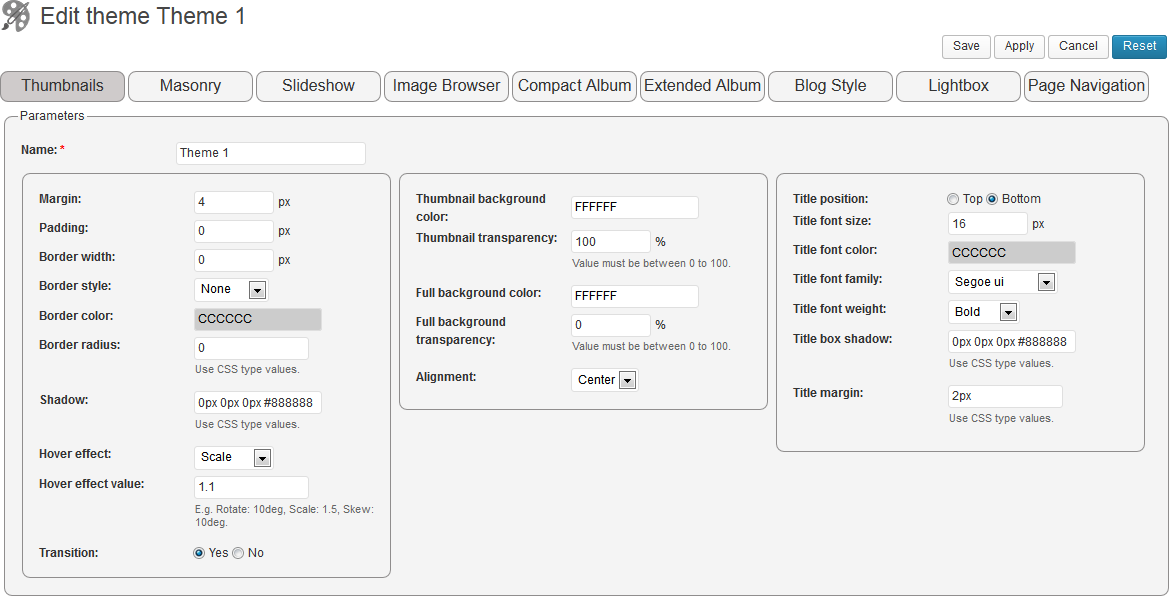 Edit theme Theme 1
Save Apply Cancel Reset
Thumbnails Masonry Slideshow Image Browser Compact Album Extended Album Blog Style Lightbox Page Navigation
Parameters
Name: * Theme 1
Margin: 4 px
Padding: 0 px
Border width: 0 px
Border style: None
Border color: CCCCCC
Border radius: 0
Use CSS type values.
Shadow: 0px 0px 0px #888888
Use CSS type values.
Hover effect: Scale
Hover effect value: 1.1
E.g. Rotate: 10deg, Scale: 1.5, Skew:
10deg.
Transition: Yes No
Thumbnail background
color: FFFFFF
Thumbnail transparency: 100 %
Value must be between 0 to 100.
Full background color: FFFFFF
Full background
transparency: 0 %
Value must be between 0 to 100.
Alignment: Center
Title position: Top Bottom
Title font size: 16 px
Title font color: CCCCCC
Title font family: Segoe ui
Title font weight: Bold
Title box shadow: 0px 0px 0px #888888
Use CSS type values.
Title margin: 2px
Use CSS type values.